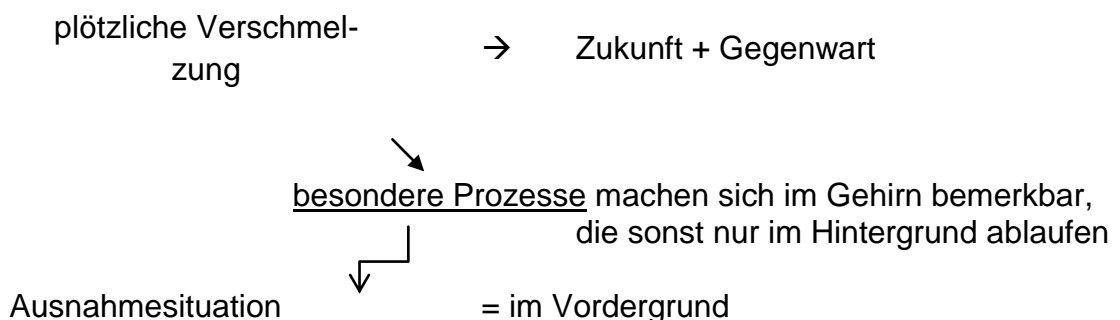 plötzliche Verschmel-
zung
→ Zukunft + Gegenwart
besondere Prozesse machen sich im Gehirn bemerkbar,
die sonst nur im Hintergrund ablaufen
Ausnahmesituation = im Vordergrund